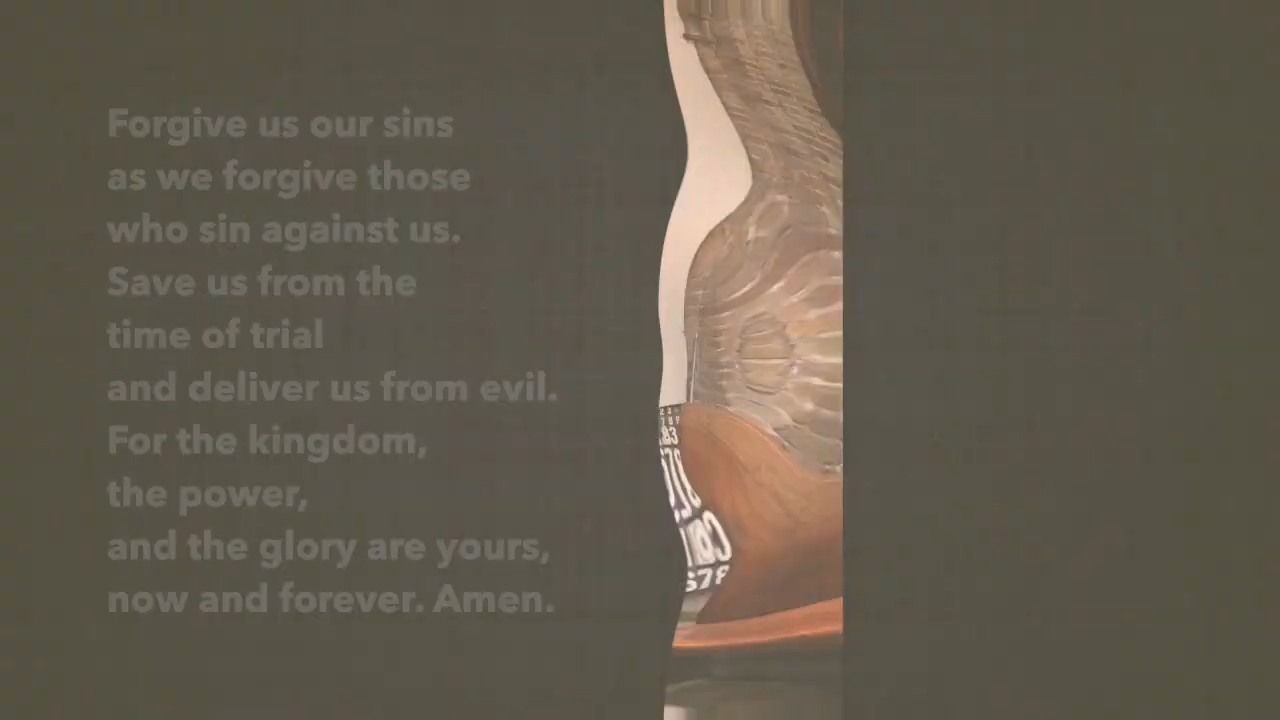 Forgive us our sins
as we forgive those
who sin against us.
Save us from the
time of trial
and deliver us from evil.
For the kingdom,
the power,
and the glory are yours,
now and forever. Amen.